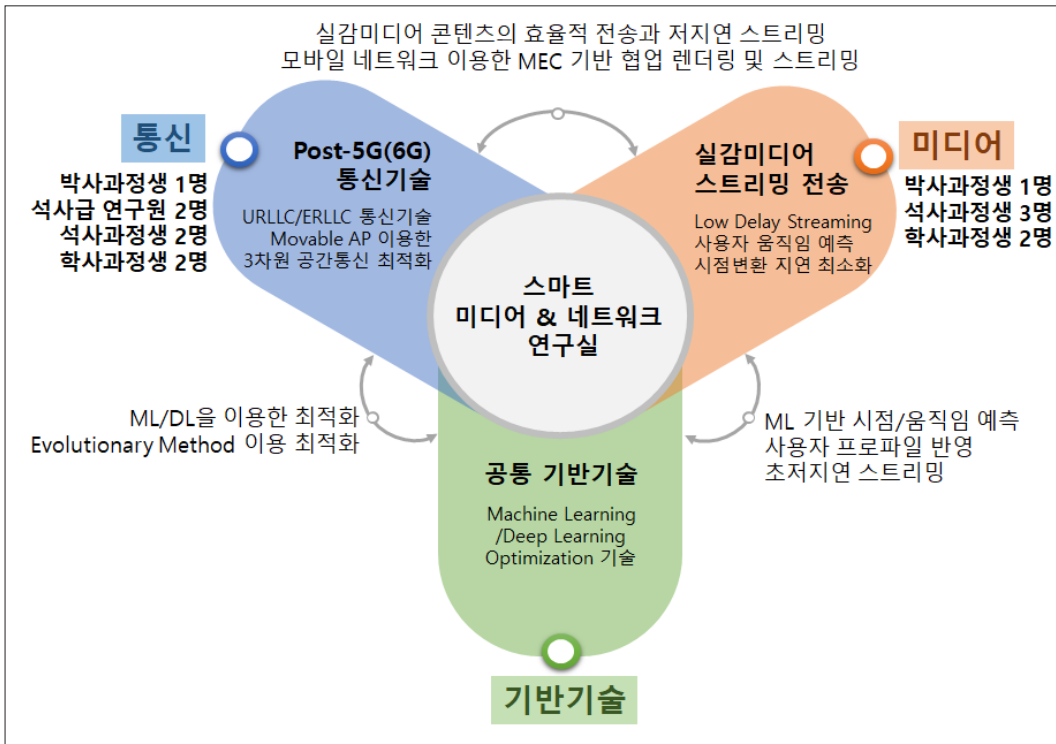 실감미디어 콘텐츠의 효율적 전송과 저지연 스트리밍
모바일 네트워크 이용한 MEC 기반 협업 렌더링 및 스트리밍
통신
박사과정생 1명
석사급 연구원 2명
석사과정생 2명
학사과정생 2명
Post-5G(6G)
통신기술
URLLC/ERLLC 통신기술
Movable AP 이용한
3차원 공간통신 최적화
실감미디어
스트리밍 전송
Low Delay Streaming
사용자 움직임 예측
시점변환 지연 최소화
미디어
박사과정생 1명
석사과정생 3명
학사과정생 2명
스마트
미디어 & 네트워크
연구실
ML/DL을 이용한 최적화
Evolutionary Method 이용 최적화
ML 기반 시점/움직임 예측
사용자 프로파일 반영
초저지연 스트리밍
공통 기반기술
Machine Learning
/Deep Learning
Optimization 기술
기반기술